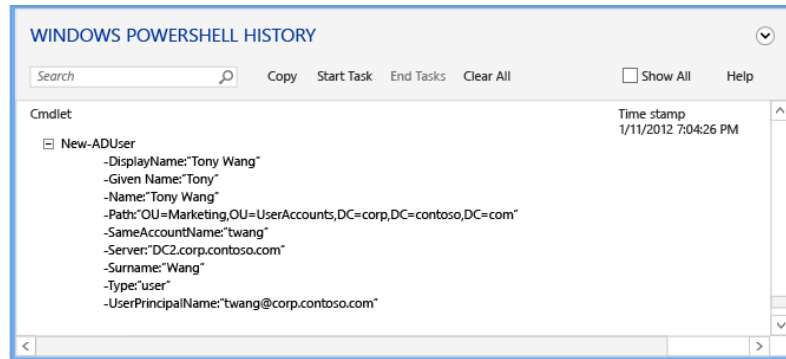 WINDOWS POWERSHELL HISTORY
Search Copy Start Task End Tasks Clear All Show All Help
Cmdlet Time stamp
1/11/2012 7:04:26 PM
New-ADUser
-DisplayName:"Tony Wang"
-Given Name:"Tony"
-Name:"Tony Wang"
-Path:"OU=Marketing,OU=UserAccounts,DC=corp,DC=contoso,DC=com"
-SameAccountName:"twang"
-Server:"DC2.corp.contoso.com"
-Surname:"Wang"
-Type:"user"
-UserPrincipalName:"twang@corp.contoso.com"